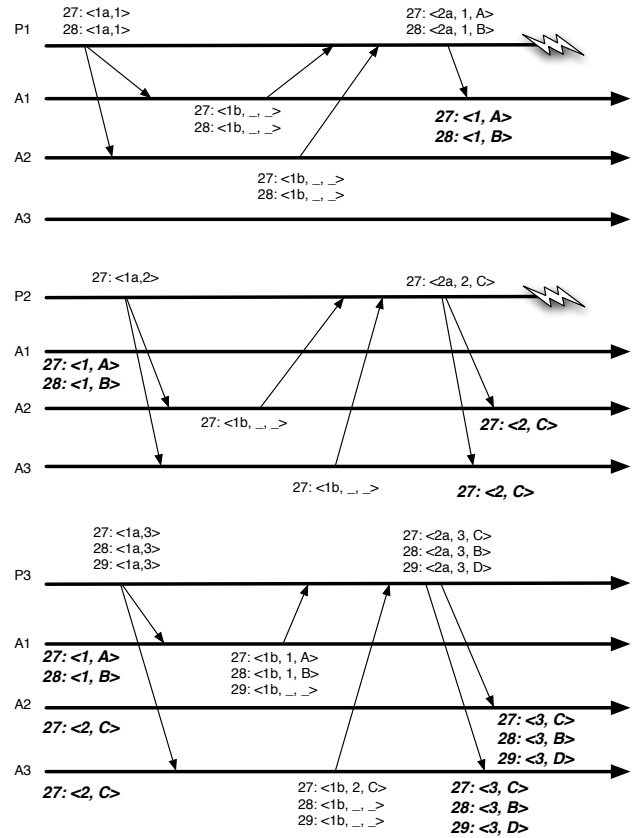 27: <1a,1>
28: <1a,1>
27: <2a, 1, A>
28: <2a, 1, B>
P1
A1
27: <1b, _, _>
28: <1b, _, _>
27: <1, A>
28: <1, B>
A2
27: <1b, _, _>
28: <1b, _, _>
A3
27: <1a,2>
27: <2a, 2, C>
P2
A1
27: <1, A>
28: <1, B>
A2
27: <1b, _, _>
27: <2, C>
A3
27: <1b, _, _>
27: <2, C>
27: <1a,3>
28: <1a,3>
29: <1a,3>
27: <2a, 3, C>
28: <2a, 3, B>
29: <2a, 3, D>
P3
A1
27: <1, A>
28: <1, B>
27: <1b, 1, A>
28: <1b, 1, B>
29: <1b, _, _>
A2
27: <2, C>
27: <3, C>
28: <3, B>
29: <3, D>
A3
27: <2, C>
27: <1b, 2, C>
28: <1b, _, _>
29: <1b, _, _>
27: <3, C>
28: <3, B>
29: <3, D>